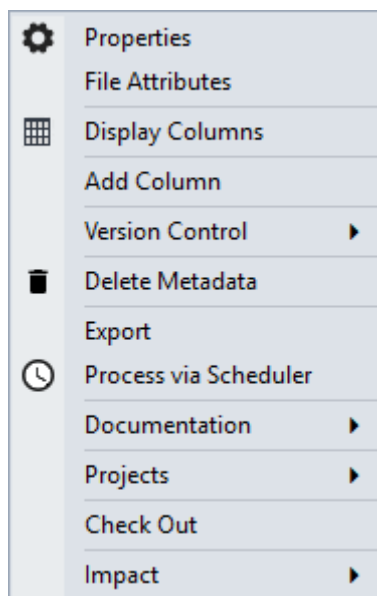 Properties
File Attributes
Display Columns
Add Column
Version Control
Delete Metadata
Export
Process via Scheduler
Documentation
Projects
Check Out
Impact